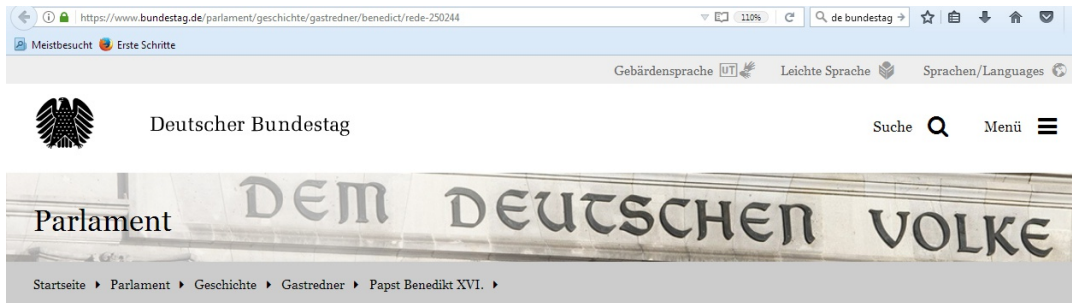 https://www.bundestag.de/parlament/geschichte/gastredner/benedict/rede-250244 110% de bundestag
Meistbesucht Erste Schritte
Gebärdensprache UT Leichte Sprache Sprachen/Languages
Deutscher Bundestag Suche Menü
DEM DEUTSCHEN VOLKE
Parlament
Startseite Parlament Geschichte Gastredner Papst Benedikt XVI.